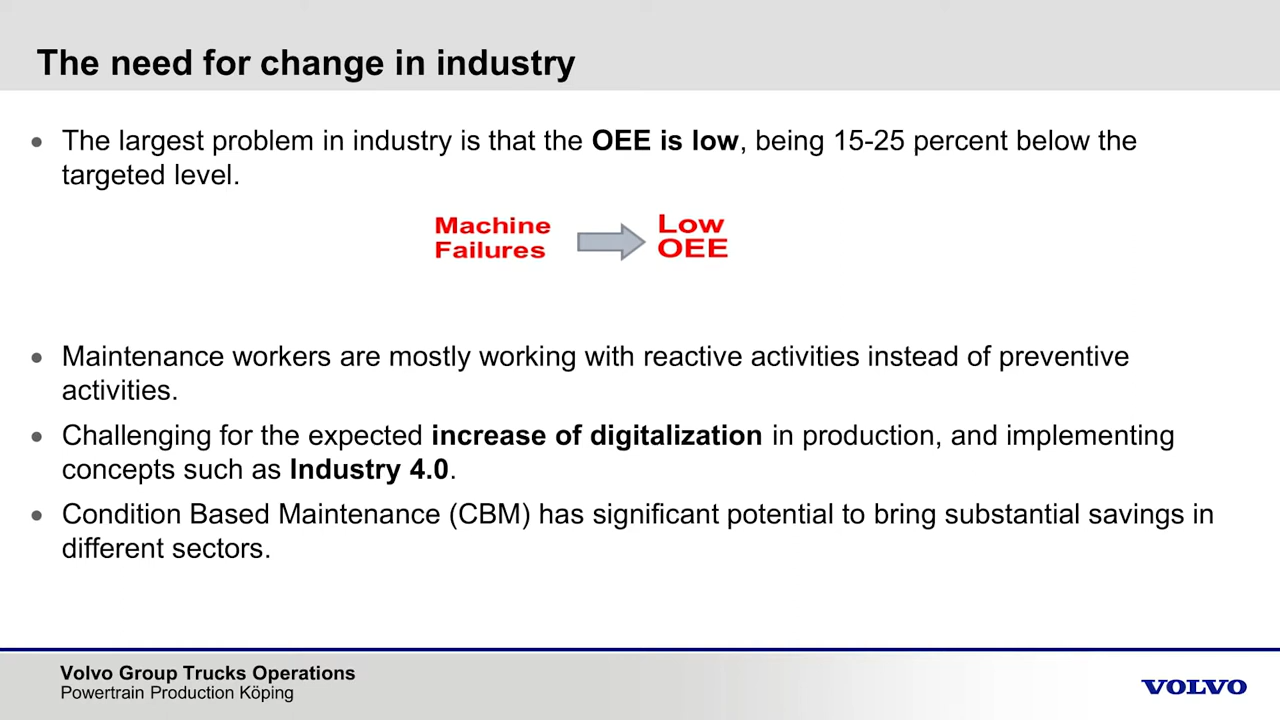 The need for change in industry
• The largest problem in industry is that the OEE is low, being 15-25 percent below the
targeted level.
Machine
Failures
Low
OEE
• Maintenance workers are mostly working with reactive activities instead of preventive
activities.
• Challenging for the expected increase of digitalization in production, and implementing
concepts such as Industry 4.0.
• Condition Based Maintenance (CBM) has significant potential to bring substantial savings in
different sectors.
Volvo Group Trucks Operations
Powertrain Production Köping
VOLVO